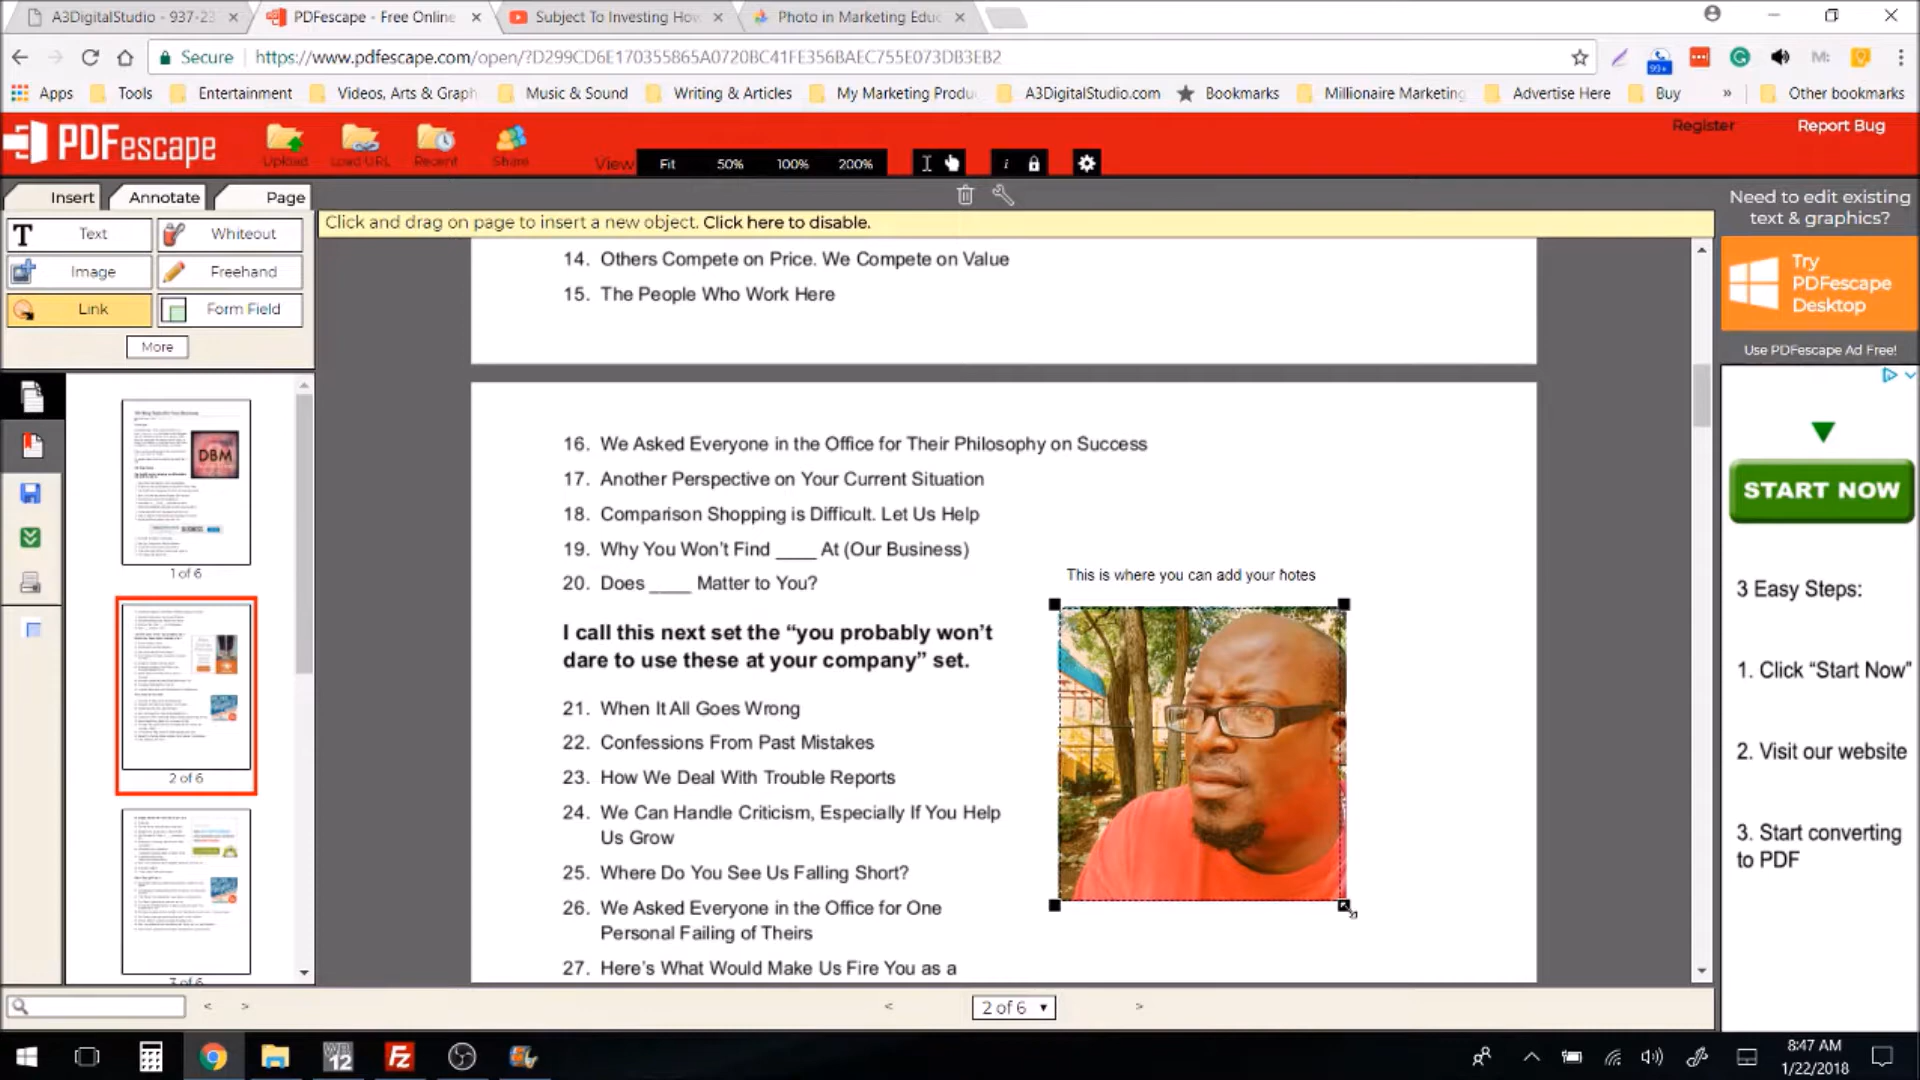 A3DigitalStudio - 937-23
PDFescape - Free Online
Subject To Investing How
Photo in Marketing Educ
Secure
https://www.pdfescape.com/open/?D299CD6E170355865A0720BC41FE356BAEC755E073DB3EB2
99+
M:
Apps
Tools
Entertainment
Videos, Arts & Graph
Music & Sound
Writing & Articles
My Marketing Produ
A3DigitalStudio.com
Bookmarks
Millionaire Marketing
Advertise Here
Buy
»
Other bookmarks
PDFescape
Upload
Load URL
Recent
Share
View
Fit
50%
100%
200%
i
Register
Report Bug
Insert
Annotate
Page
T Text
Whiteout
Image
Freehand
Link
Form Field
More
Click and drag on page to insert a new object. Click here to disable.
14. Others Compete on Price. We Compete on Value
15. The People Who Work Here
16. We Asked Everyone in the Office for Their Philosophy on Success
17. Another Perspective on Your Current Situation
18. Comparison Shopping is Difficult. Let Us Help
19. Why You Won't Find ____ At (Our Business)
20. Does ____ Matter to You?
I call this next set the “you probably won't
dare to use these at your company” set.
21. When It All Goes Wrong
22. Confessions From Past Mistakes
23. How We Deal With Trouble Reports
24. We Can Handle Criticism, Especially If You Help
Us Grow
25. Where Do You See Us Falling Short?
26. We Asked Everyone in the Office for One
Personal Failing of Theirs
27. Here's What Would Make Us Fire You as a
This is where you can add your hotes
DBM
1 of 6
2 of 6
3 of 6
< >
<
2 of 6
>
Need to edit existing
text & graphics?
Try
PDFescape
Desktop
Use PDFescape Ad Free!
START NOW
3 Easy Steps:
1. Click “Start Now”
2. Visit our website
3. Start converting
to PDF
12
Fz
8:47 AM
1/22/2018